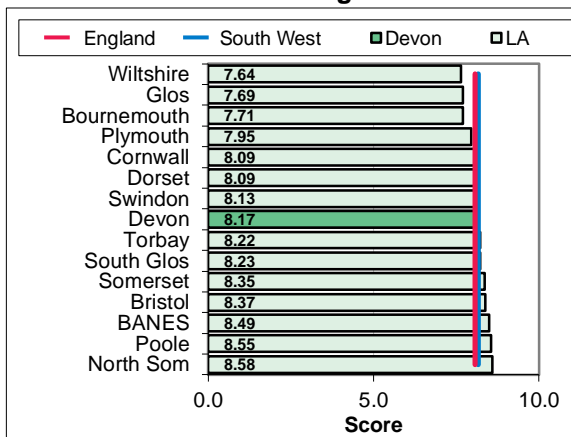 England South West Devon LA
Wiltshire 7.64
Glos 7.69
Bournemouth 7.71
Plymouth 7.95
Cornwall 8.09
Dorset 8.09
Swindon 8.13
Devon 8.17
Torbay 8.22
South Glos 8.23
Somerset 8.35
Bristol 8.37
BANES 8.49
Poole 8.55
North Som 8.58
0.0 5.0 10.0
Score